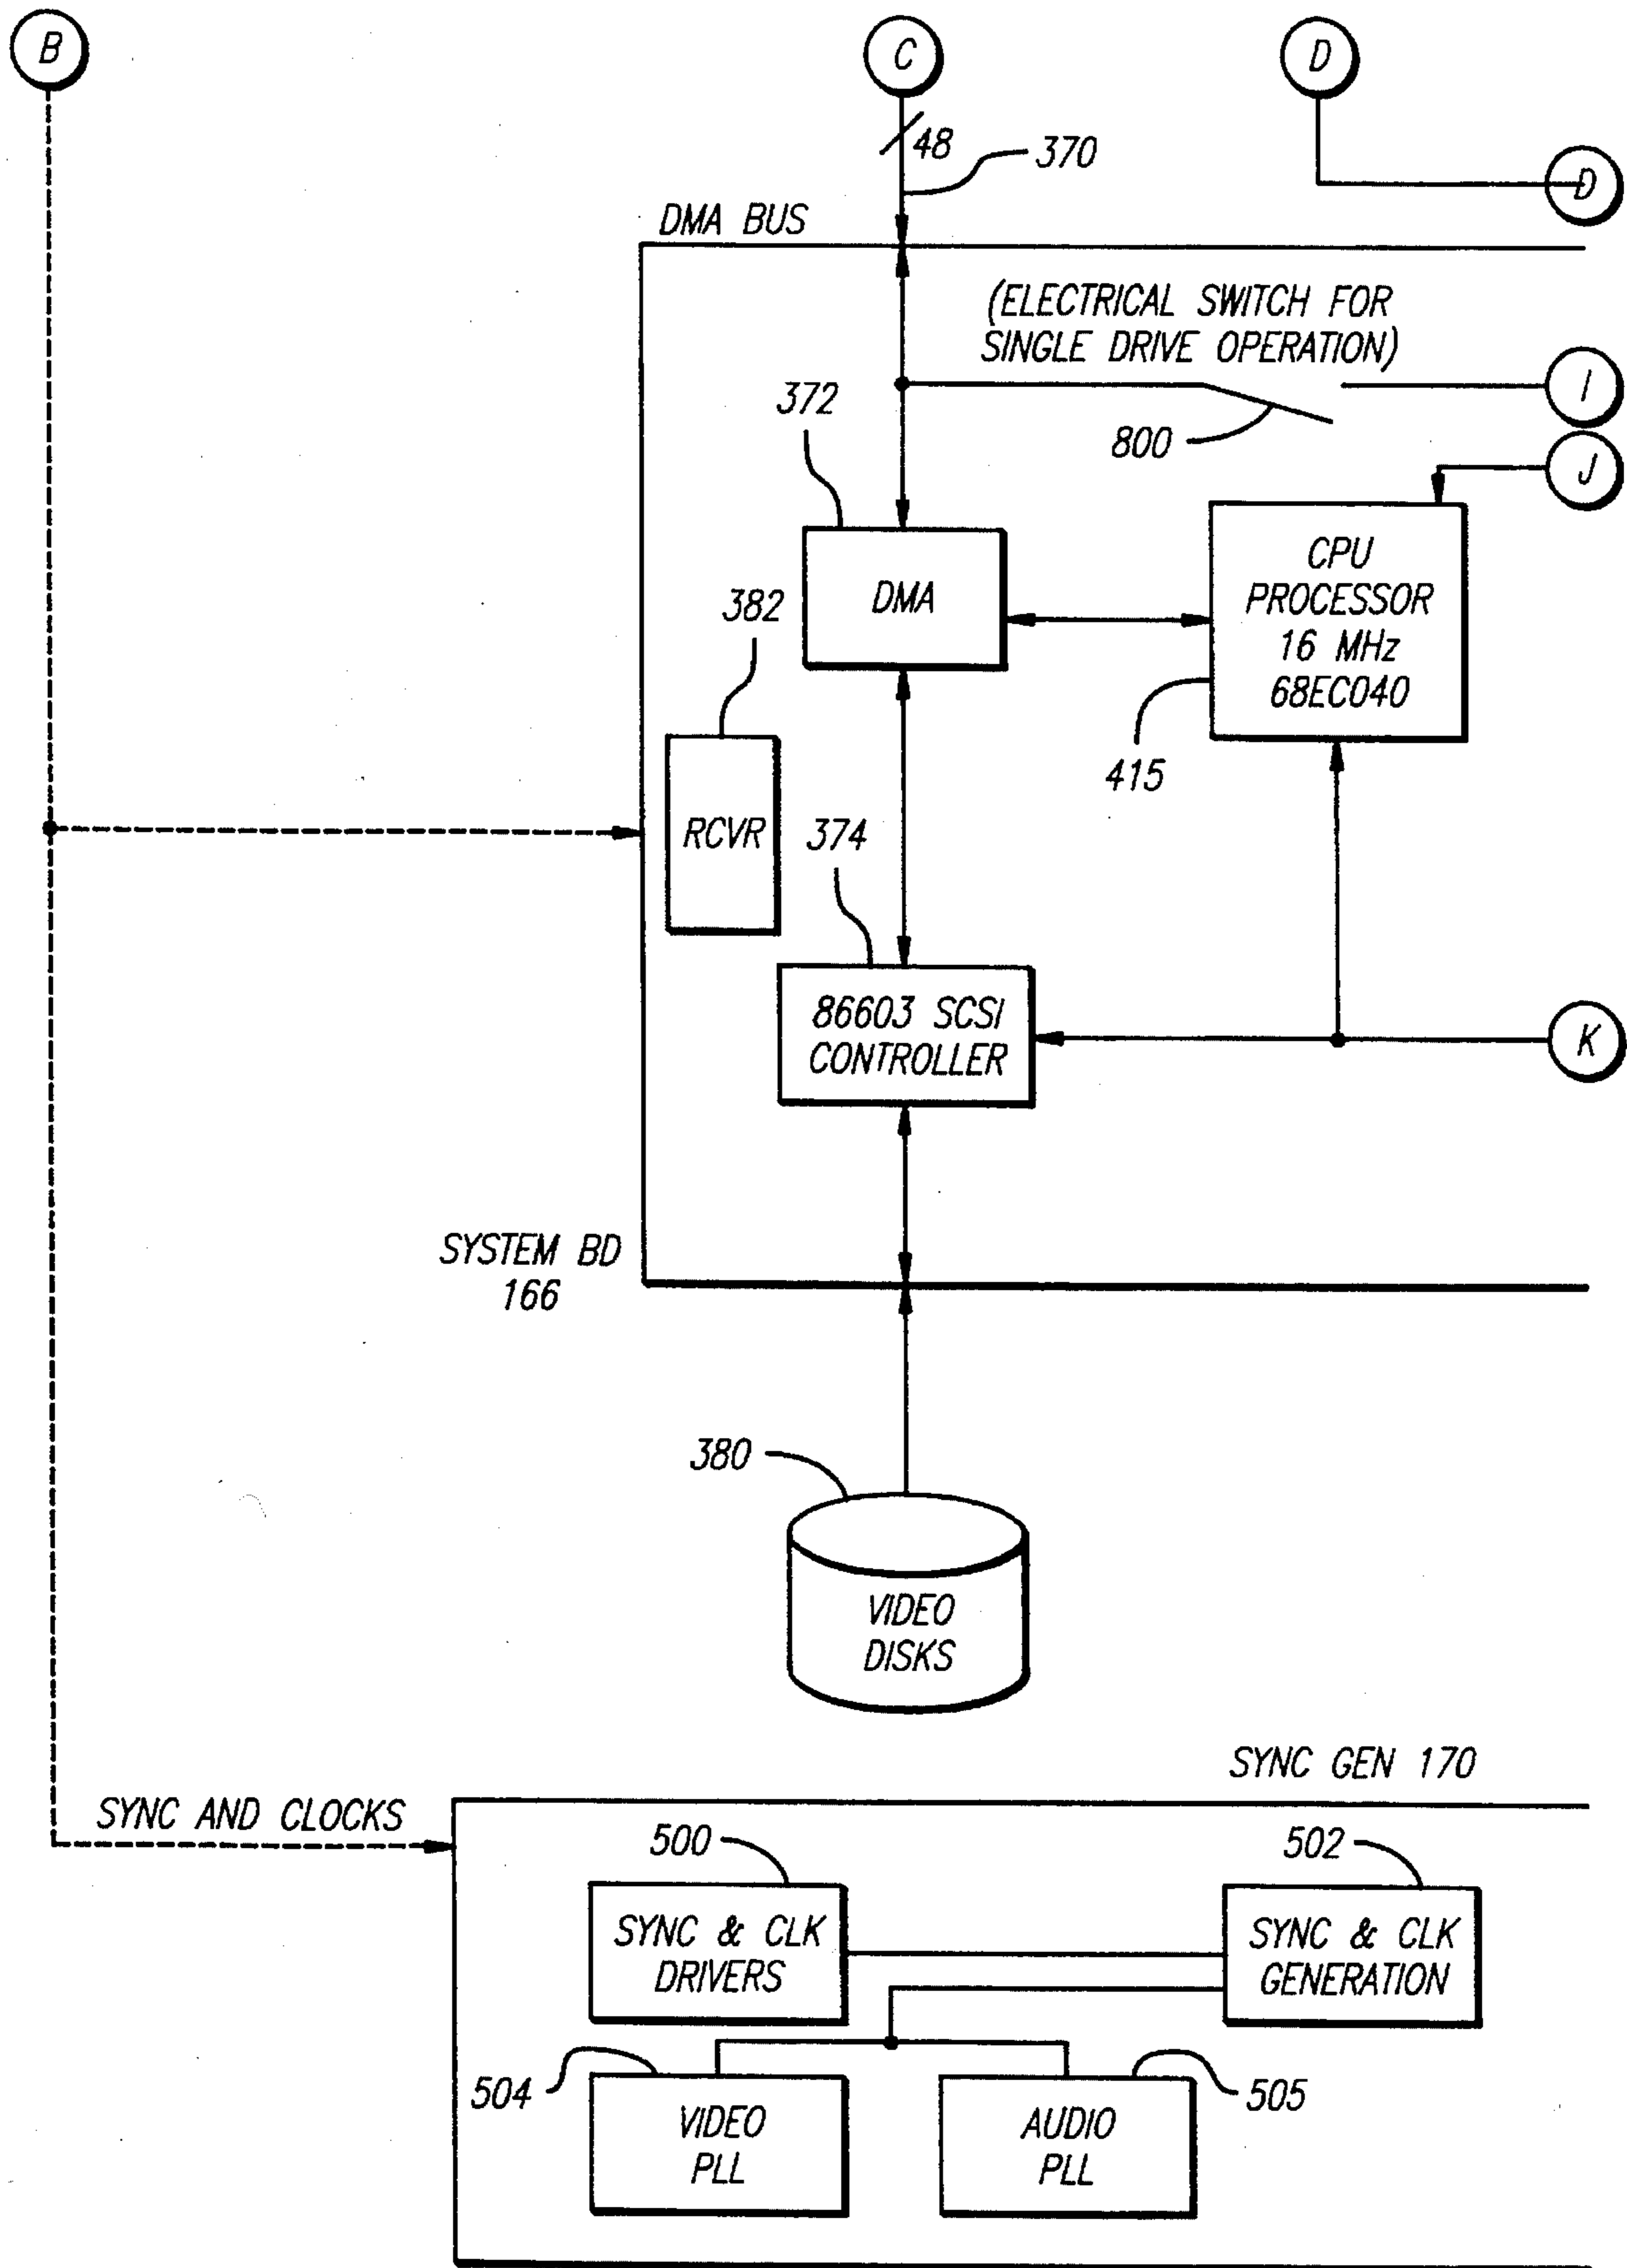 B
C
D
48
370
D
DMA BUS
(ELECTRICAL SWITCH FOR
SINGLE DRIVE OPERATION)
I
372
800
J
CPU
PROCESSOR
16 MHz
68EC040
DMA
382
415
RCVR
374
86603 SCSI
CONTROLLER
K
SYSTEM BD
166
380
VIDEO
DISKS
SYNC GEN 170
SYNC AND CLOCKS
500
502
SYNC & CLK
DRIVERS
SYNC & CLK
GENERATION
504
505
VIDEO
PLL
AUDIO
PLL